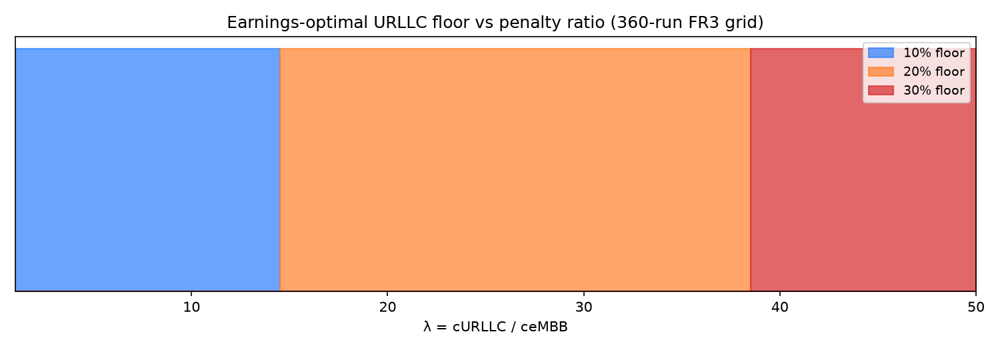 Earnings-optimal URLLC floor vs penalty ratio (360-run FR3 grid)
10% floor
20% floor
30% floor
10 20 30 40 50
λ = cURLLC / ceMBB